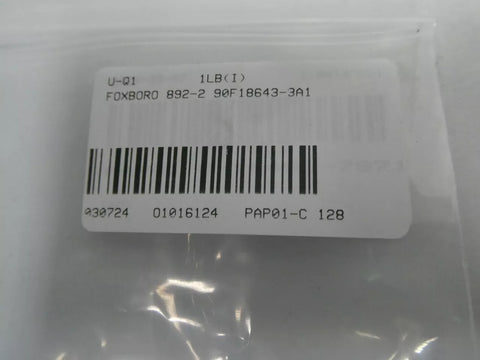 U-Q1 1LB(I)
FOXBORO 892-2 90F18643-3A1
030724 01016124 PAP01-C 128